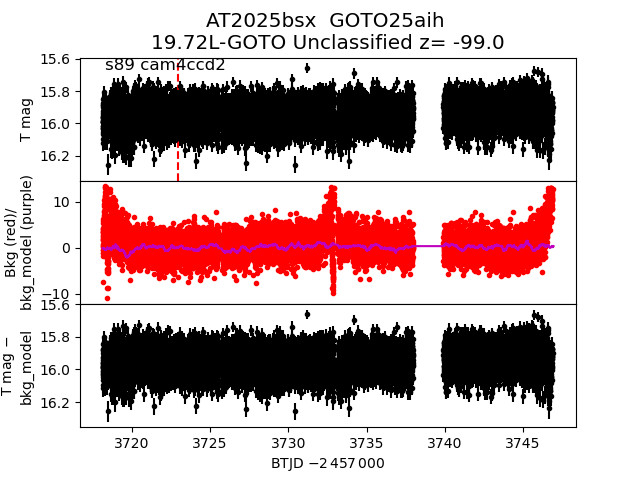 AT2025bsx  GOTO25aih
19.72L-GOTO Unclassified z= -99.0
s89 cam4ccd2
15.6
15.8
16.0
16.2
T mag
10
0
−10
Bkg (red)/
bkg_model (purple)
15.6
15.8
16.0
16.2
T mag −
bkg_model
3720 3725 3730 3735 3740 3745
BTJD −2 457 000